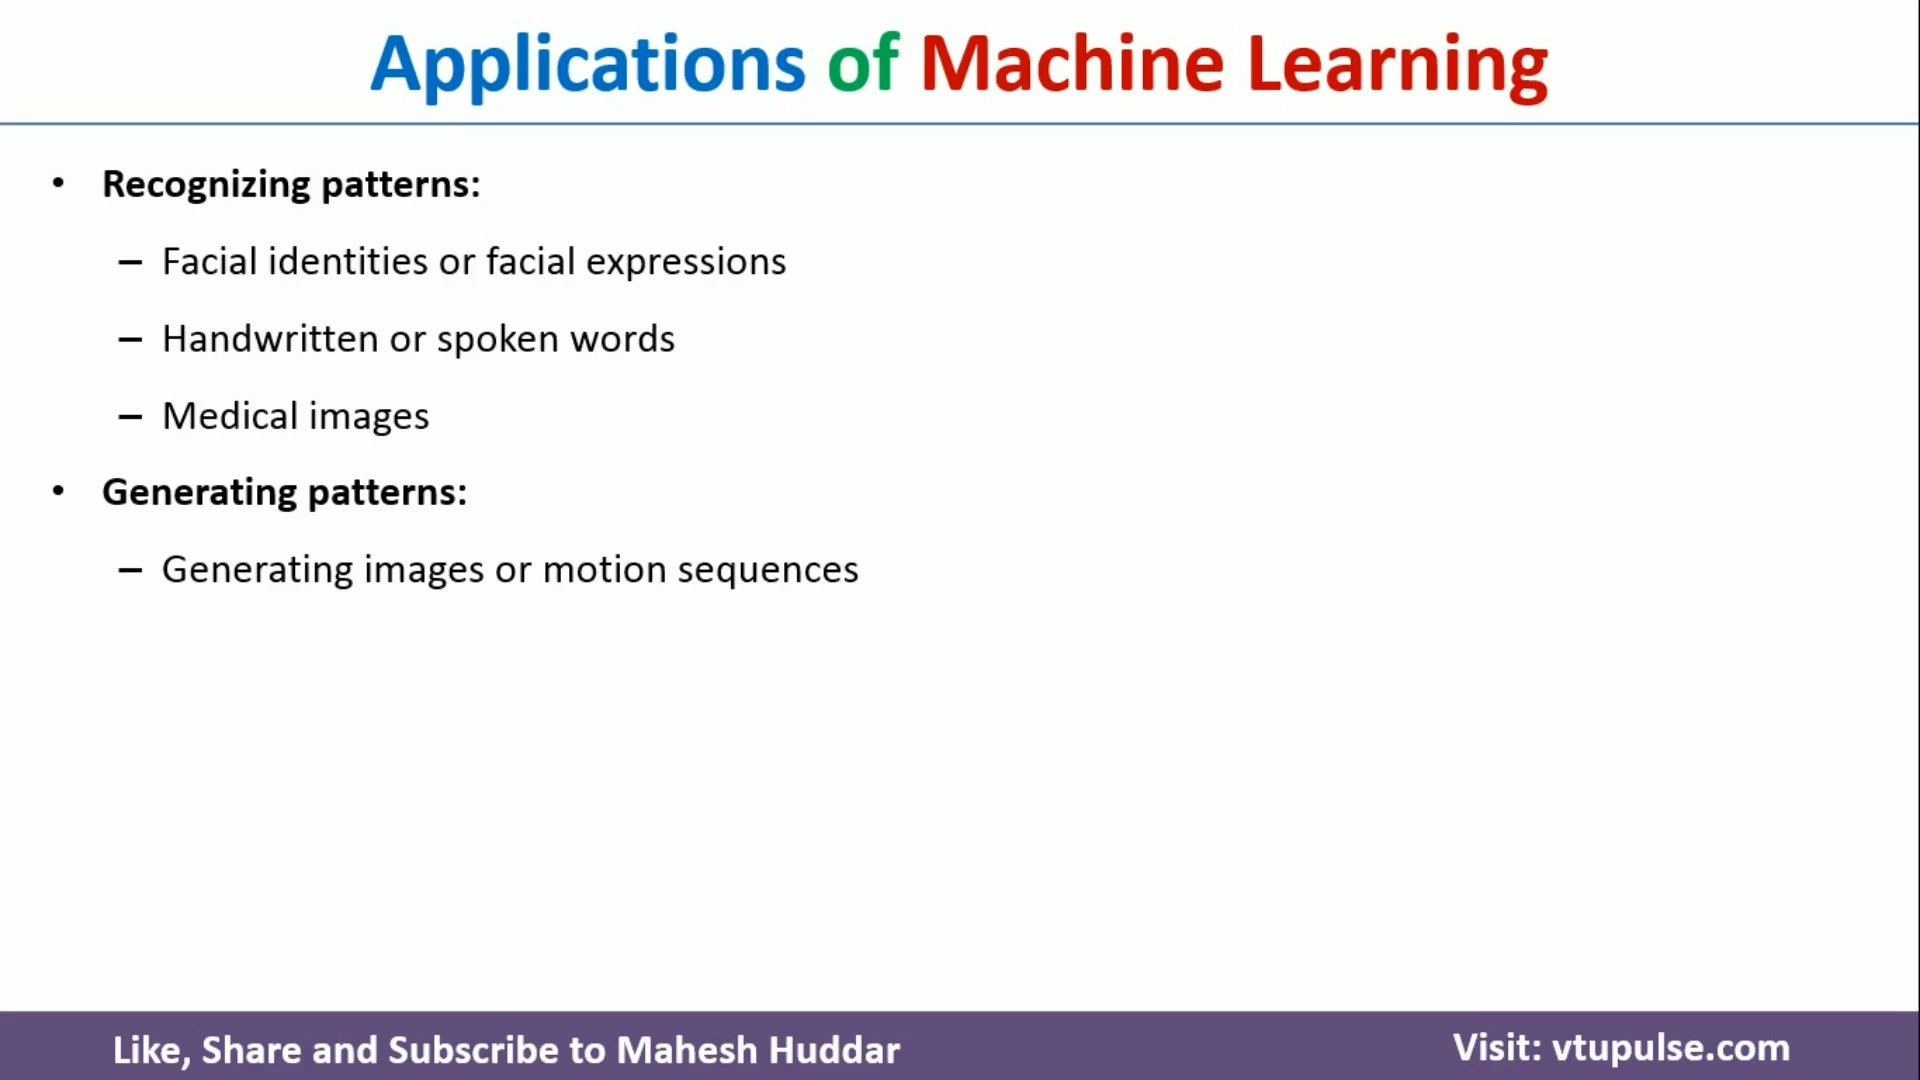 Applications of Machine Learning
• Recognizing patterns:
– Facial identities or facial expressions
– Handwritten or spoken words
– Medical images
• Generating patterns:
– Generating images or motion sequences
Like, Share and Subscribe to Mahesh Huddar
Visit: vtupulse.com